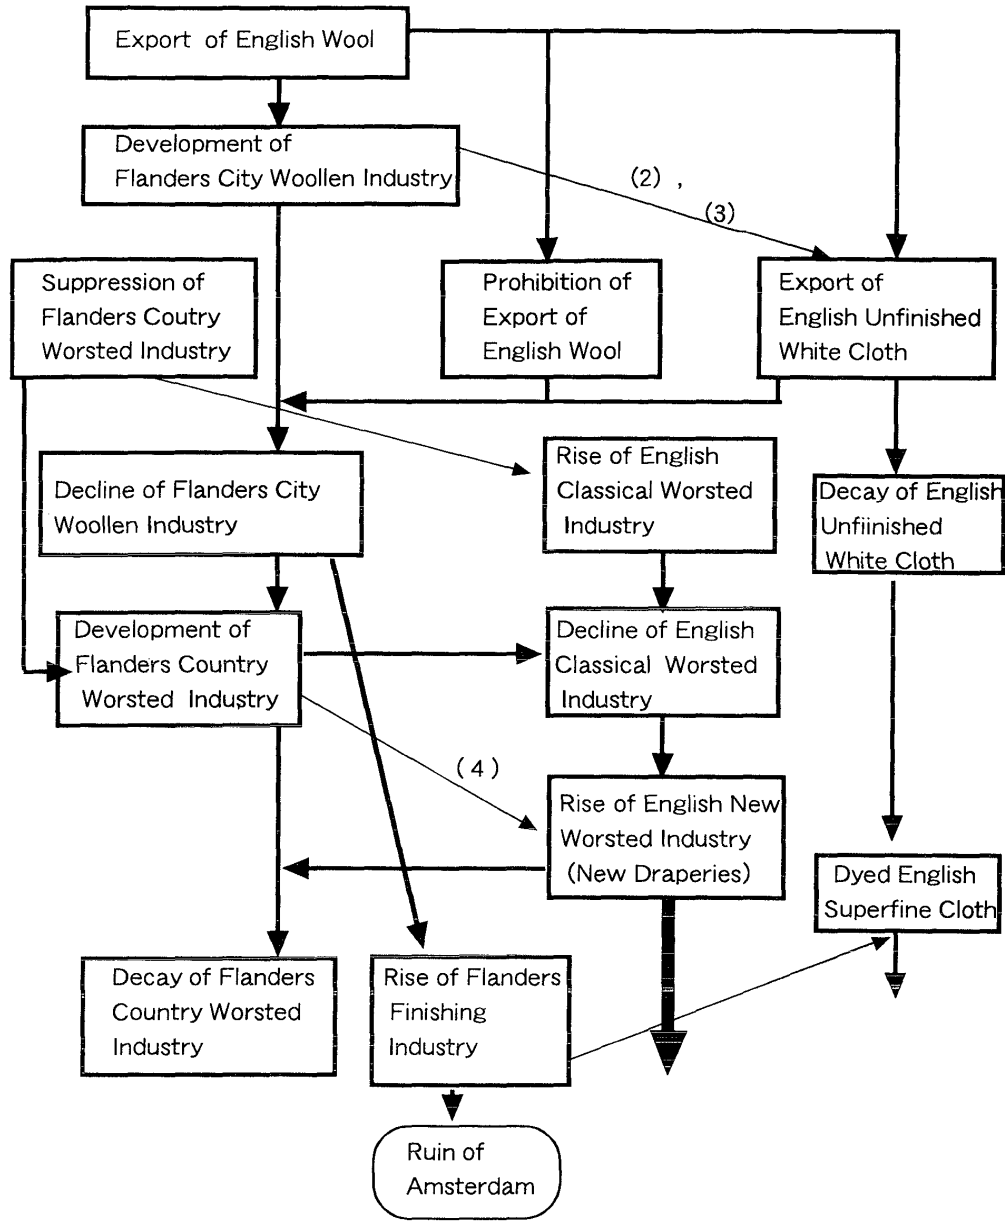 Export of English Wool
Development of
Flanders City Woollen Industry
(2) ,
(3)
Suppression of
Flanders Coutry
Worsted Industry
Prohibition of
Export of
English Wool
Export of
English Unfinished
White Cloth
Decline of Flanders City
Woollen Industry
Rise of English
Classical Worsted
Industry
Decay of English
Unfiinished
White Cloth
Development of
Flanders Country
Worsted Industry
Decline of English
Classical Worsted
Industry
(4)
Rise of English New
Worsted Industry
(New Draperies)
Dyed English
Superfine Cloth
Decay of Flanders
Country Worsted
Industry
Rise of Flanders
Finishing
Industry
Ruin of
Amsterdam